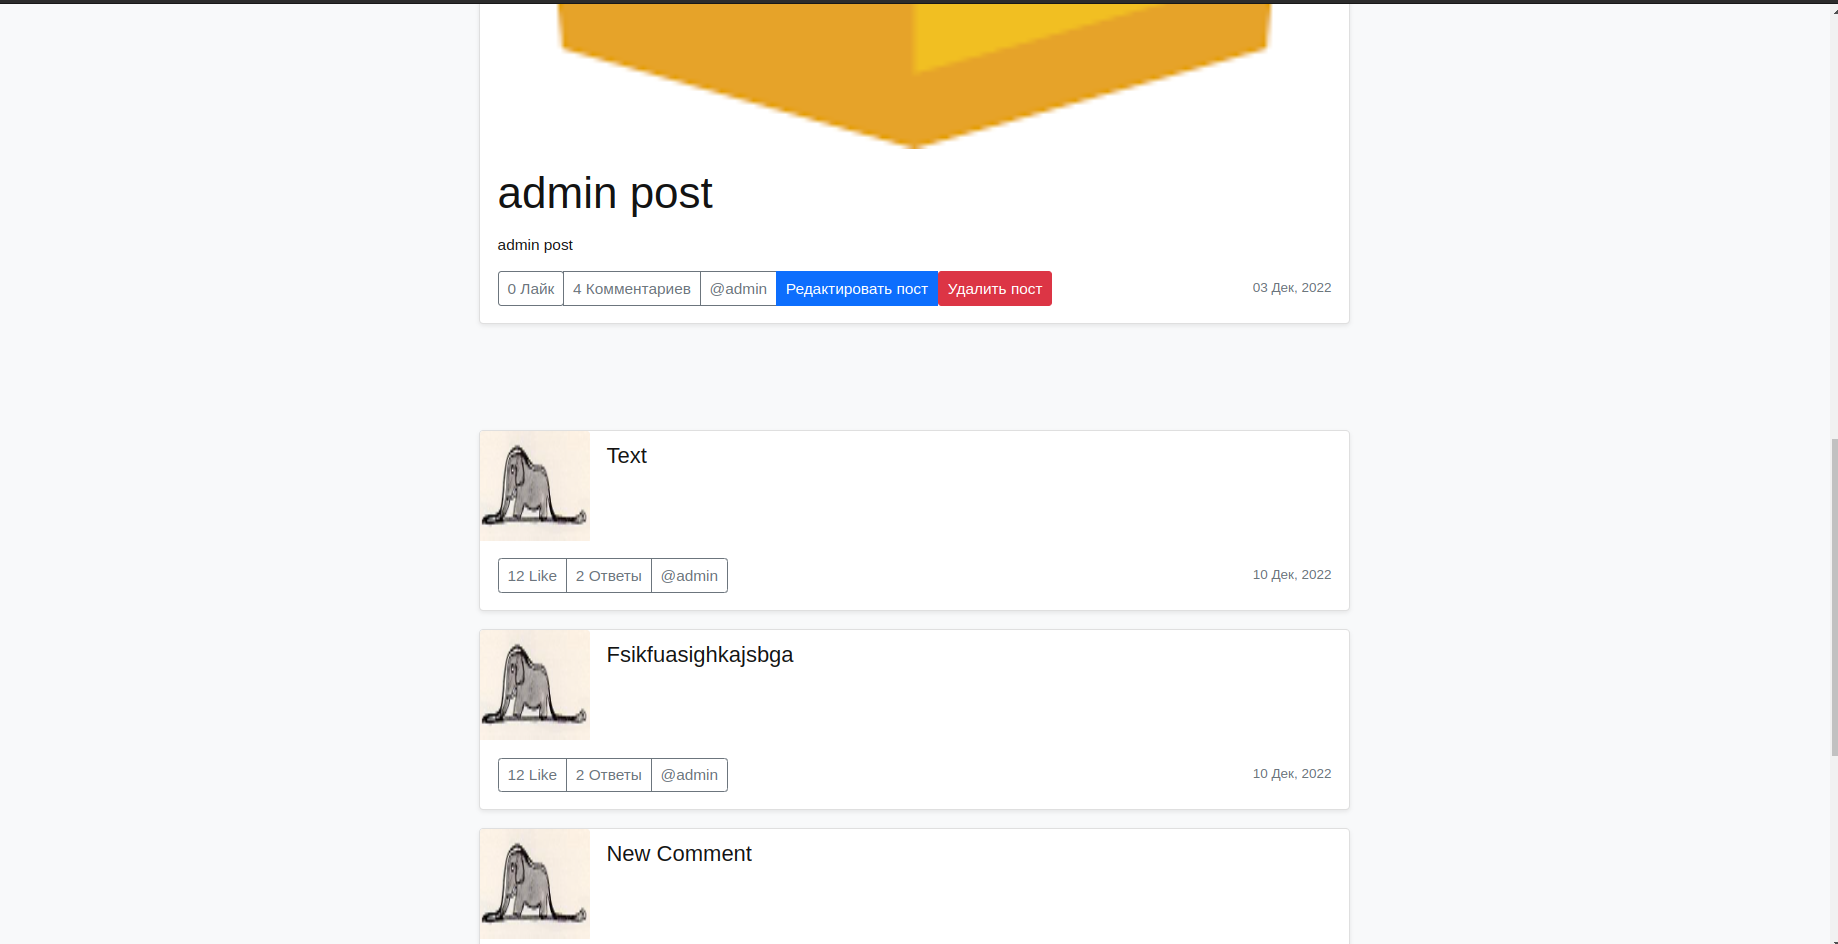 admin post
admin post
0 Лайк 4 Комментариев @admin Редактировать пост Удалить пост 03 Дек, 2022
Text
12 Like 2 Ответы @admin 10 Дек, 2022
Fsikfuasighkajsbga
12 Like 2 Ответы @admin 10 Дек, 2022
New Comment